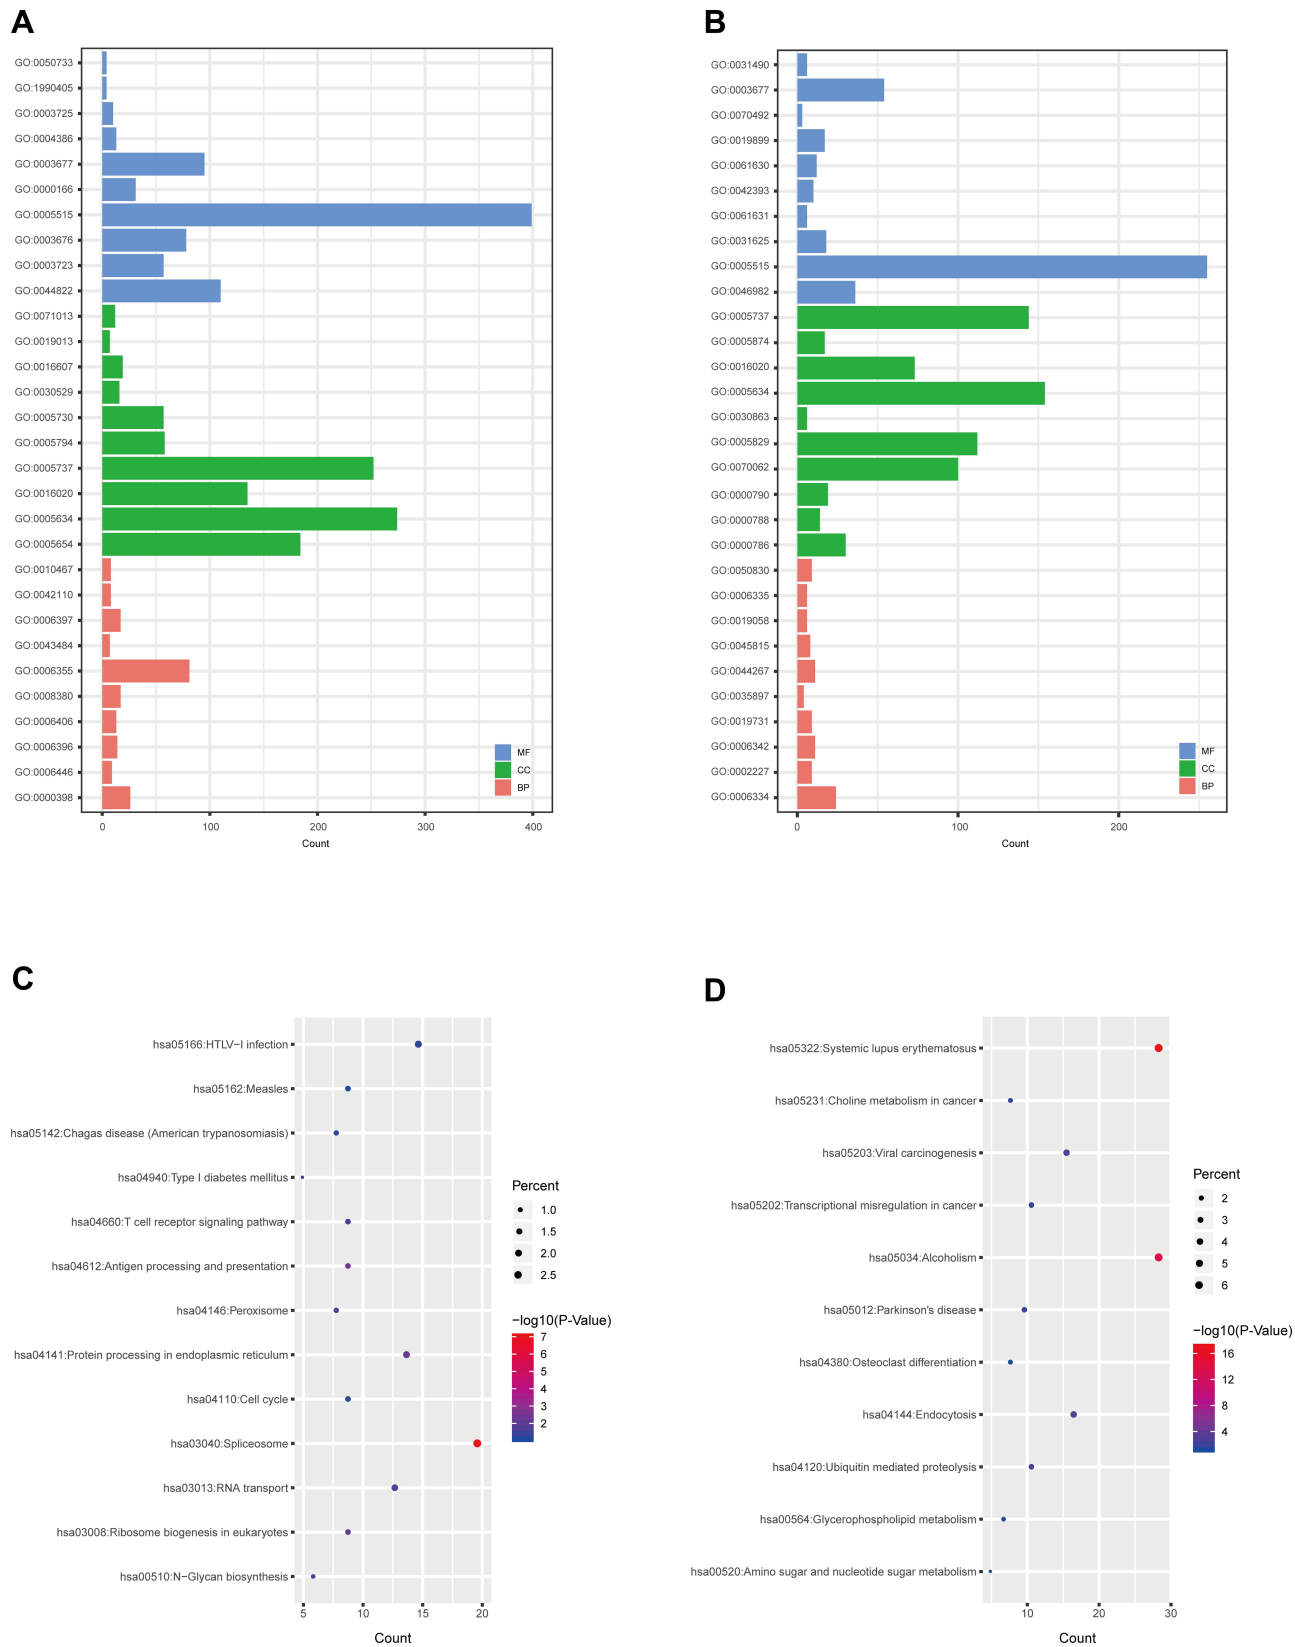 A
GO:0050733
GO:1990405
GO:0003725
GO:0004386
GO:0003677
GO:0000166
GO:0005515
GO:0003676
GO:0003723
GO:0044822
GO:0071013
GO:0019013
GO:0016607
GO:0030529
GO:0005730
GO:0005794
GO:0005737
GO:0016020
GO:0005634
GO:0005654
GO:0010467
GO:0042110
GO:0006397
GO:0043484
GO:0006355
GO:0008380
GO:0006406
GO:0006396
GO:0006446
GO:0000398
MF
CC
BP
0 100 200 300 400
Count
B
GO:0031490
GO:0003677
GO:0070492
GO:0019899
GO:0061630
GO:0042393
GO:0061631
GO:0031625
GO:0005515
GO:0046982
GO:0005737
GO:0005874
GO:0016020
GO:0005634
GO:0030863
GO:0005829
GO:0070062
GO:0000790
GO:0000788
GO:0000786
GO:0050830
GO:0006335
GO:0019058
GO:0045815
GO:0044267
GO:0035897
GO:0019731
GO:0006342
GO:0002227
GO:0006334
MF
CC
BP
0 100 200
Count
C
hsa05166:HTLV−I infection
hsa05162:Measles
hsa05142:Chagas disease (American trypanosomiasis)
hsa04940:Type I diabetes mellitus
hsa04660:T cell receptor signaling pathway
hsa04612:Antigen processing and presentation
hsa04146:Peroxisome
hsa04141:Protein processing in endoplasmic reticulum
hsa04110:Cell cycle
hsa03040:Spliceosome
hsa03013:RNA transport
hsa03008:Ribosome biogenesis in eukaryotes
hsa00510:N−Glycan biosynthesis
5 10 15 20
Count
Percent
1.0
1.5
2.0
2.5
−log10(P-Value)
7
6
5
4
3
2
D
hsa05322:Systemic lupus erythematosus
hsa05231:Choline metabolism in cancer
hsa05203:Viral carcinogenesis
hsa05202:Transcriptional misregulation in cancer
hsa05034:Alcoholism
hsa05012:Parkinson's disease
hsa04380:Osteoclast differentiation
hsa04144:Endocytosis
hsa04120:Ubiquitin mediated proteolysis
hsa00564:Glycerophospholipid metabolism
hsa00520:Amino sugar and nucleotide sugar metabolism
10 20 30
Count
Percent
2
3
4
5
6
−log10(P-Value)
16
12
8
4